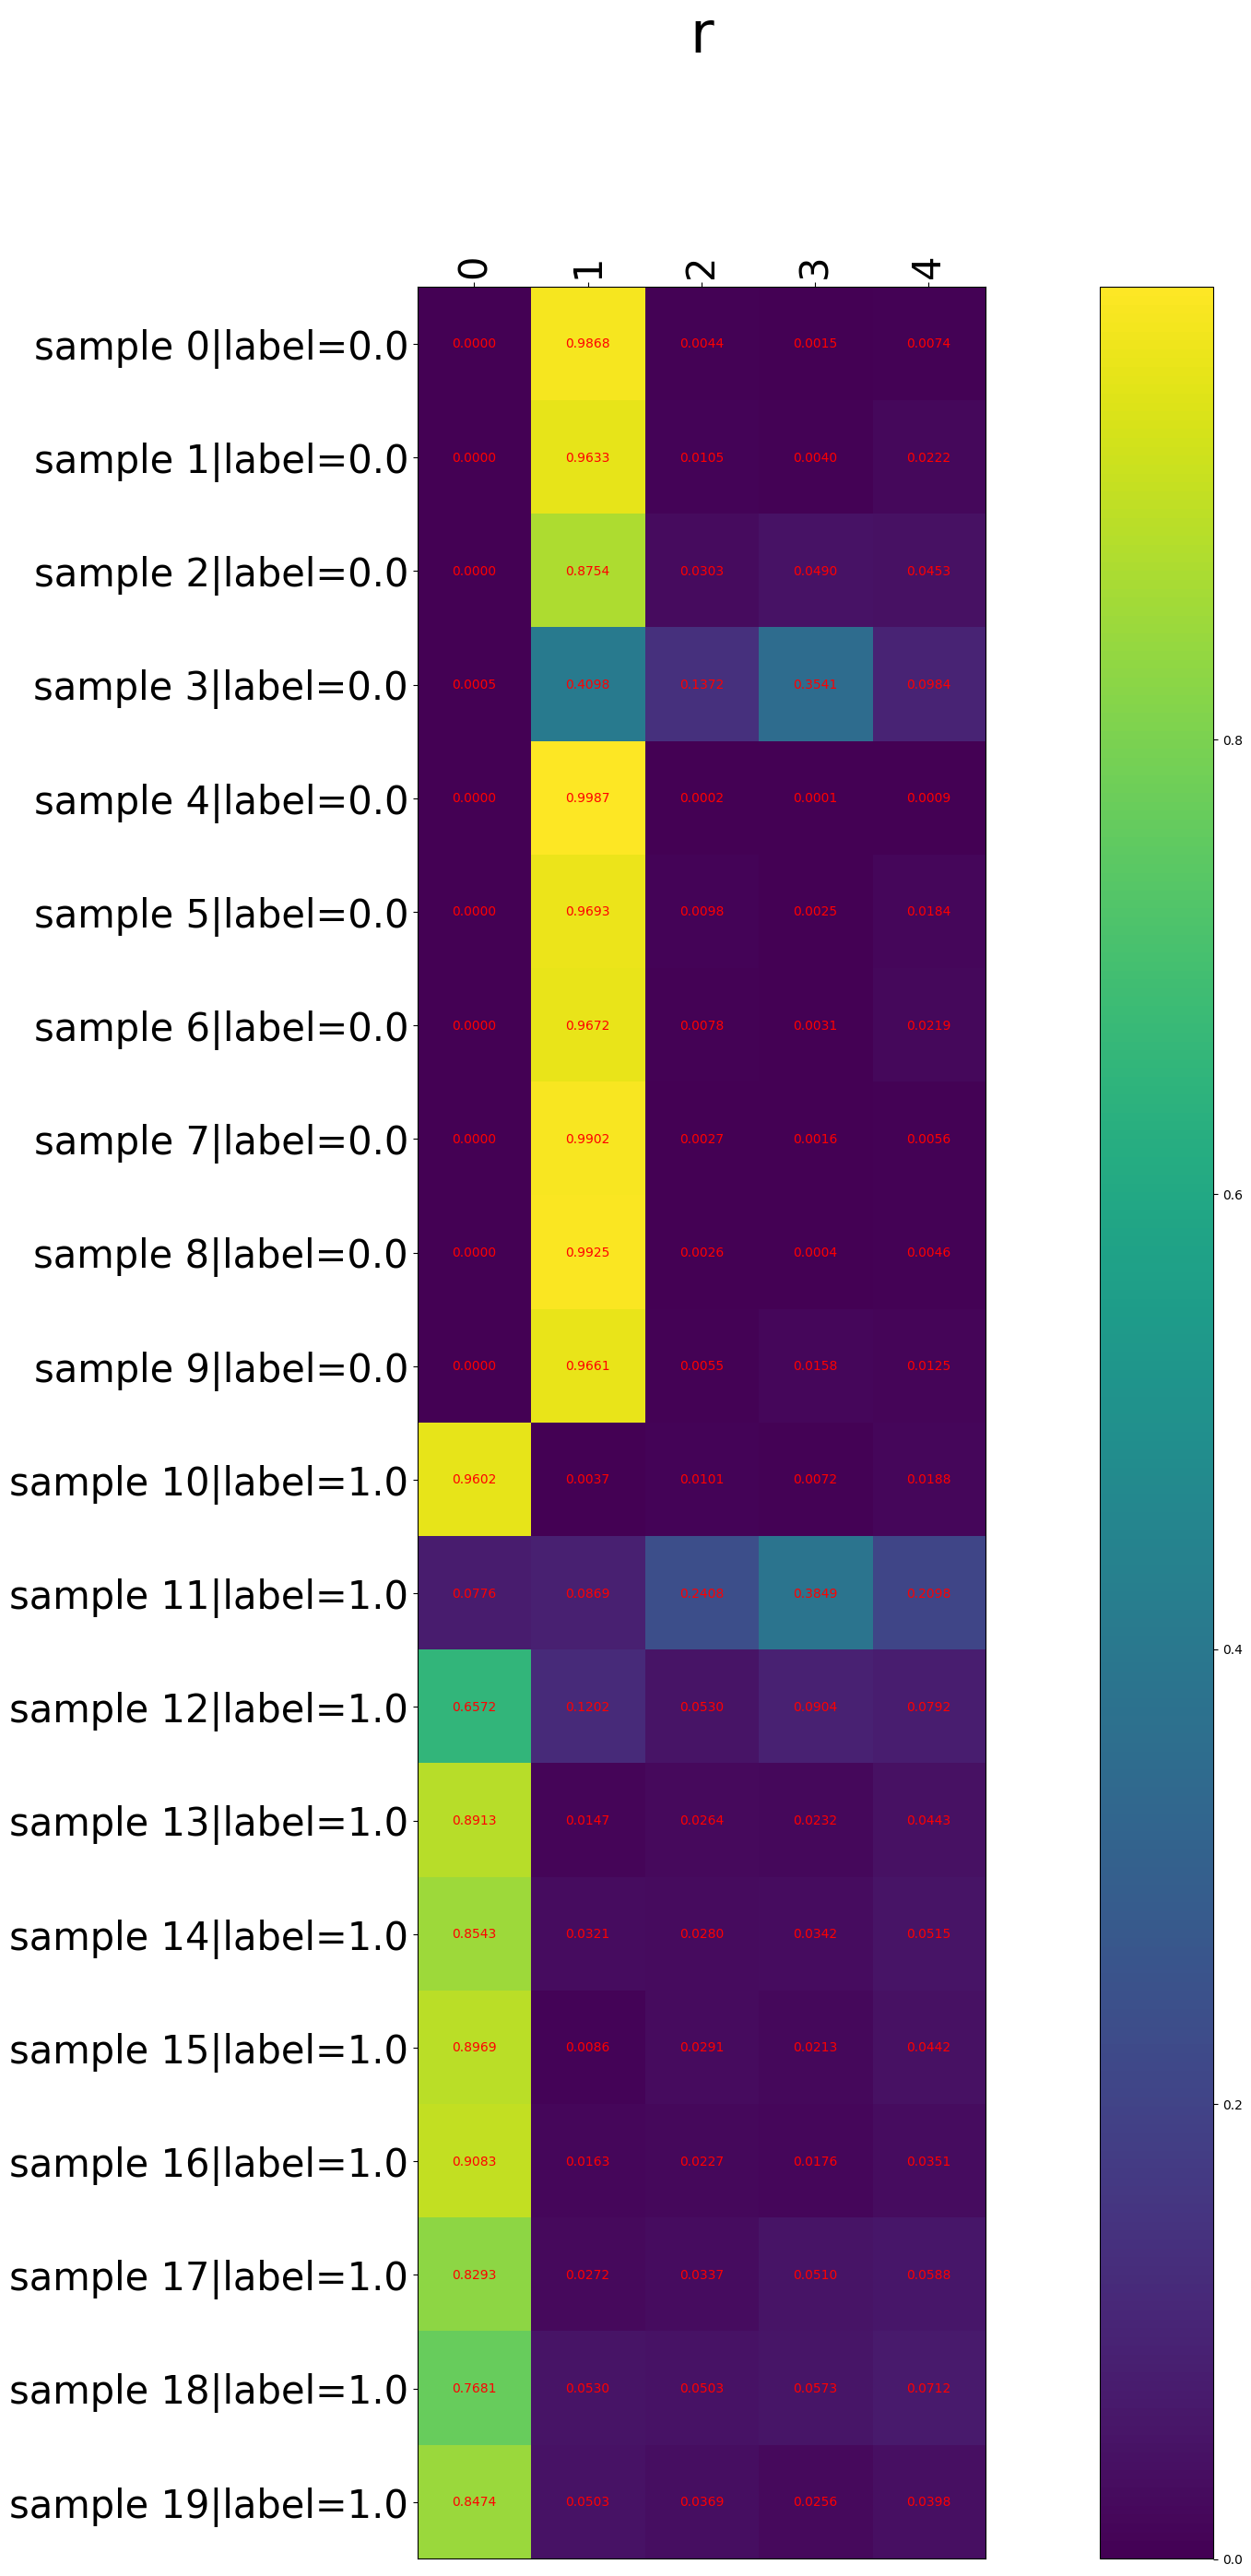 r
0 1 2 3 4
sample 0|label=0.0 0.0000 0.9868 0.0044 0.0015 0.0074
sample 1|label=0.0 0.0000 0.9633 0.0105 0.0040 0.0222
sample 2|label=0.0 0.0000 0.8754 0.0303 0.0490 0.0453
sample 3|label=0.0 0.0005 0.4098 0.1372 0.3541 0.0984
sample 4|label=0.0 0.0000 0.9987 0.0002 0.0001 0.0009
sample 5|label=0.0 0.0000 0.9693 0.0098 0.0025 0.0184
sample 6|label=0.0 0.0000 0.9672 0.0078 0.0031 0.0219
sample 7|label=0.0 0.0000 0.9902 0.0027 0.0016 0.0056
sample 8|label=0.0 0.0000 0.9925 0.0026 0.0004 0.0046
sample 9|label=0.0 0.0000 0.9661 0.0055 0.0158 0.0125
sample 10|label=1.0 0.9602 0.0037 0.0101 0.0072 0.0188
sample 11|label=1.0 0.0776 0.0869 0.2408 0.3849 0.2098
sample 12|label=1.0 0.6572 0.1202 0.0530 0.0904 0.0792
sample 13|label=1.0 0.8913 0.0147 0.0264 0.0232 0.0443
sample 14|label=1.0 0.8543 0.0321 0.0280 0.0342 0.0515
sample 15|label=1.0 0.8969 0.0086 0.0291 0.0213 0.0442
sample 16|label=1.0 0.9083 0.0163 0.0227 0.0176 0.0351
sample 17|label=1.0 0.8293 0.0272 0.0337 0.0510 0.0588
sample 18|label=1.0 0.7681 0.0530 0.0503 0.0573 0.0712
sample 19|label=1.0 0.8474 0.0503 0.0369 0.0256 0.0398
0.8
0.6
0.4
0.2
0.0